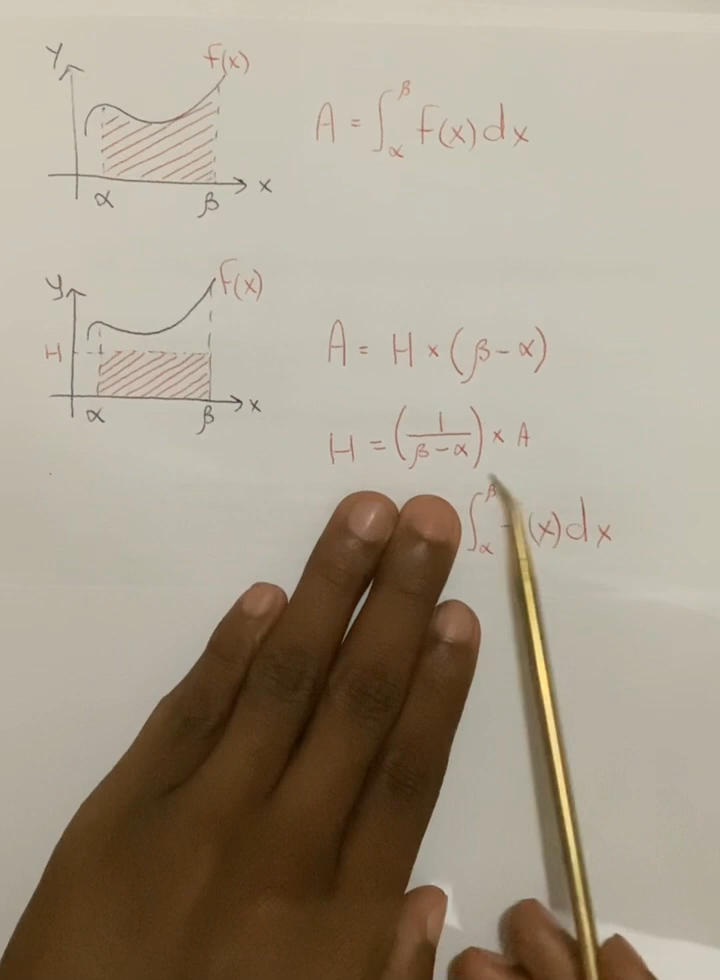 y
f(x)
A = ∫_α^β f(x) dx
α β x
y
f(x)
H
A = H × (β − α)
α β x
H = (1/(β − α)) × A
∫_α^β (x) dx